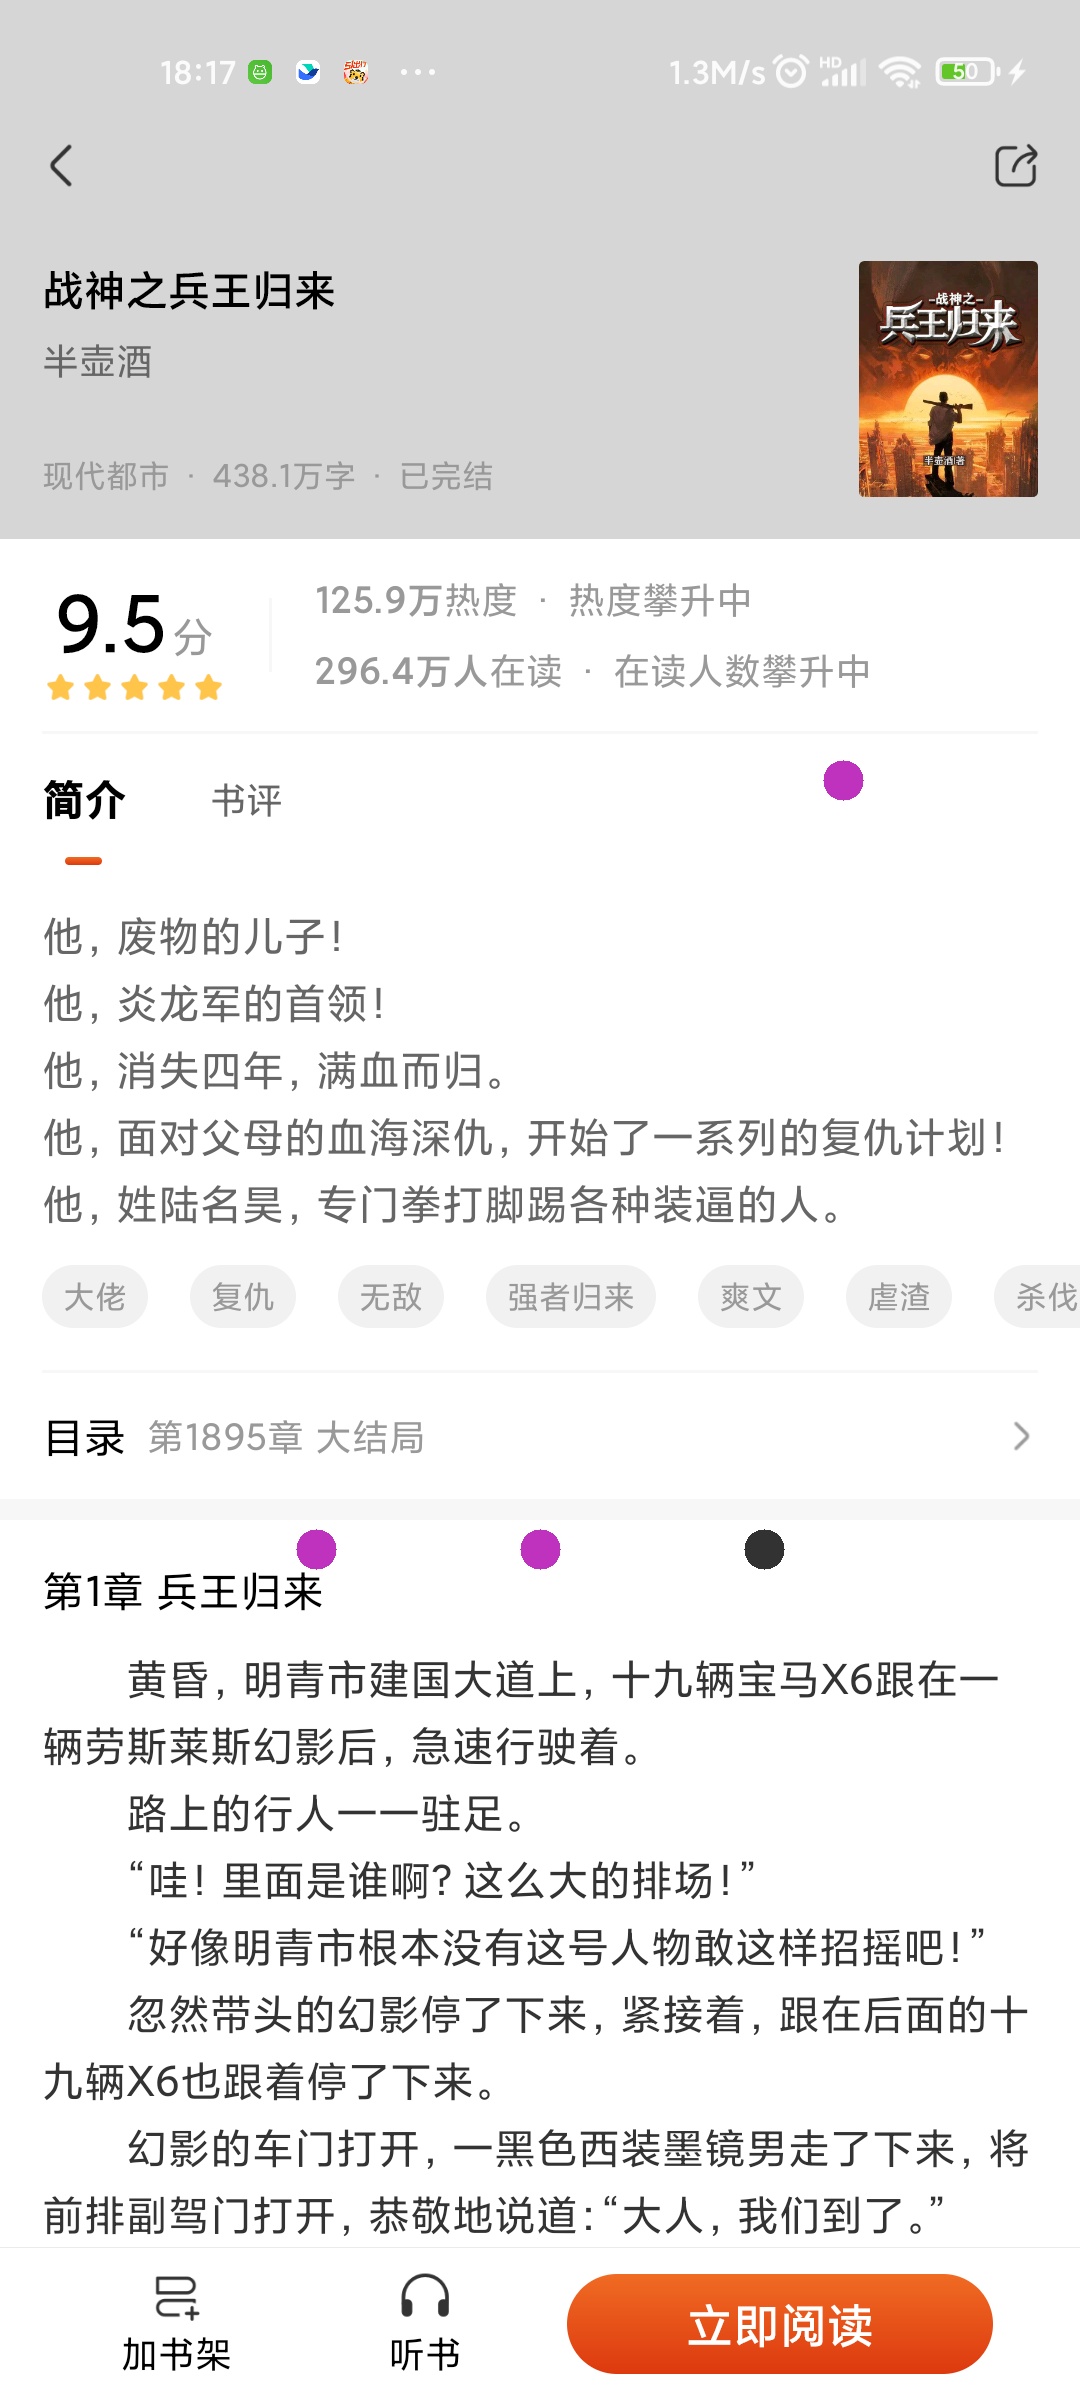 18:17
1.3M/s HD 50
战神之兵王归来
半壶酒
现代都市 · 438.1万字 · 已完结
-战神之-
兵王归来
半壶酒著
9.5分
125.9万热度 · 热度攀升中
296.4万人在读 · 在读人数攀升中
简介 书评
他，废物的儿子！
他，炎龙军的首领！
他，消失四年，满血而归。
他，面对父母的血海深仇，开始了一系列的复仇计划！
他，姓陆名昊，专门拳打脚踢各种装逼的人。
大佬 复仇 无敌 强者归来 爽文 虐渣 杀伐
目录 第1895章 大结局
第1章 兵王归来
黄昏，明青市建国大道上，十九辆宝马X6跟在一
辆劳斯莱斯幻影后，急速行驶着。
路上的行人一一驻足。
“哇！里面是谁啊？这么大的排场！”
“好像明青市根本没有这号人物敢这样招摇吧！”
忽然带头的幻影停了下来，紧接着，跟在后面的十
九辆X6也跟着停了下来。
幻影的车门打开，一黑色西装墨镜男走了下来，将
前排副驾门打开，恭敬地说道：“大人，我们到了。”
加书架 听书 立即阅读